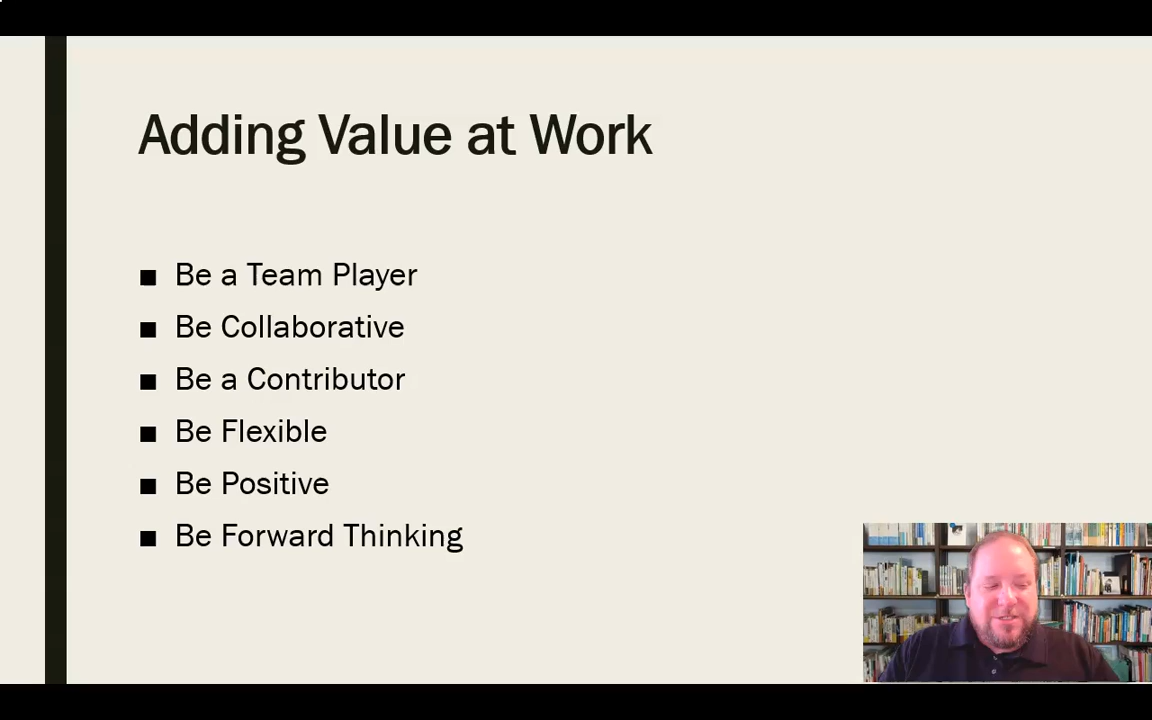 Adding Value at Work
■ Be a Team Player
■ Be Collaborative
■ Be a Contributor
■ Be Flexible
■ Be Positive
■ Be Forward Thinking